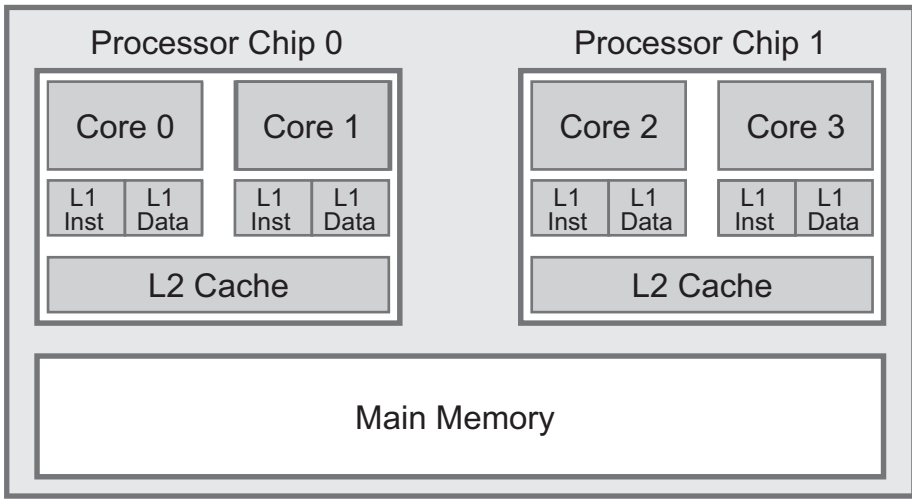 Processor Chip 0
Processor Chip 1
Core 0
Core 1
Core 2
Core 3
L1
Inst
L1
Data
L1
Inst
L1
Data
L1
Inst
L1
Data
L1
Inst
L1
Data
L2 Cache
L2 Cache
Main Memory